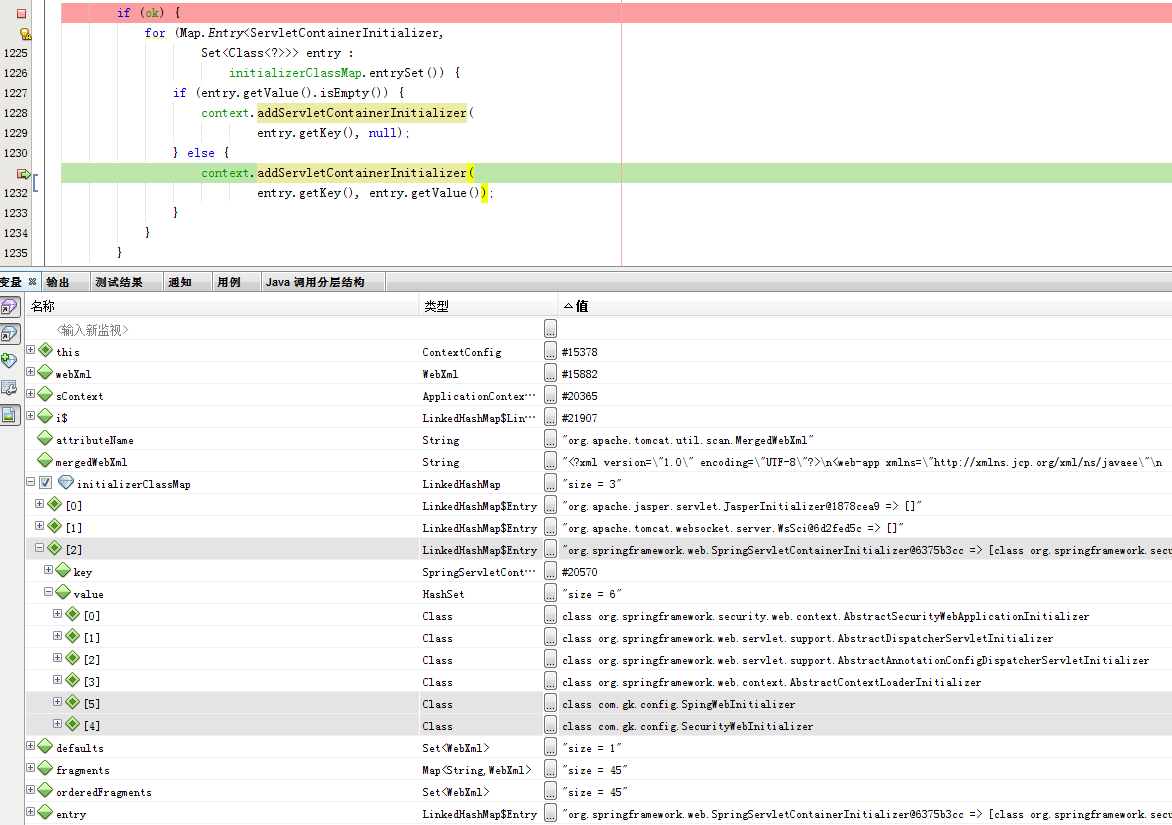 if (ok) {
for (Map.Entry<ServletContainerInitializer,
1225 Set<Class<?>>> entry :
1226 initializerClassMap.entrySet()) {
1227 if (entry.getValue().isEmpty()) {
1228 context.addServletContainerInitializer(
1229 entry.getKey(), null);
1230 } else {
context.addServletContainerInitializer(
1232 entry.getKey(), entry.getValue());
1233 }
1234 }
1235 }
变量 输出 测试结果 通知 用例 Java 调用分层结构
名称 类型 值
<输入新监视> ...
this ContextConfig ... #15378
webXml WebXml ... #15882
sContext ApplicationContex... ... #20365
i$ LinkedHashMap$Lin... ... #21907
attributeName String ... "org.apache.tomcat.util.scan.MergedWebXml"
mergedWebXml String ... "<?xml version=\"1.0\" encoding=\"UTF-8\"?>\n<web-app xmlns=\"http://xmlns.jcp.org/xml/ns/javaee\"\n
initializerClassMap LinkedHashMap ... "size = 3"
[0] LinkedHashMap$Entry ... "org.apache.jasper.servlet.JasperInitializer@1878cea9 => []"
[1] LinkedHashMap$Entry ... "org.apache.tomcat.websocket.server.WsSci@6d2fed5c => []"
[2] LinkedHashMap$Entry ... "org.springframework.web.SpringServletContainerInitializer@6375b3cc => [class org.springframework.secu
key SpringServletCont... ... #20570
value HashSet ... "size = 6"
[0] Class ... class org.springframework.security.web.context.AbstractSecurityWebApplicationInitializer
[1] Class ... class org.springframework.web.servlet.support.AbstractDispatcherServletInitializer
[2] Class ... class org.springframework.web.servlet.support.AbstractAnnotationConfigDispatcherServletInitializer
[3] Class ... class org.springframework.web.context.AbstractContextLoaderInitializer
[5] Class ... class com.gk.config.SpingWebInitializer
[4] Class ... class com.gk.config.SecurityWebInitializer
defaults Set<WebXml> ... "size = 1"
fragments Map<String,WebXml> ... "size = 45"
orderedFragments Set<WebXml> ... "size = 45"
entry LinkedHashMap$Entry ... "org.springframework.web.SpringServletContainerInitializer@6375b3cc => [class org.springframework.secu